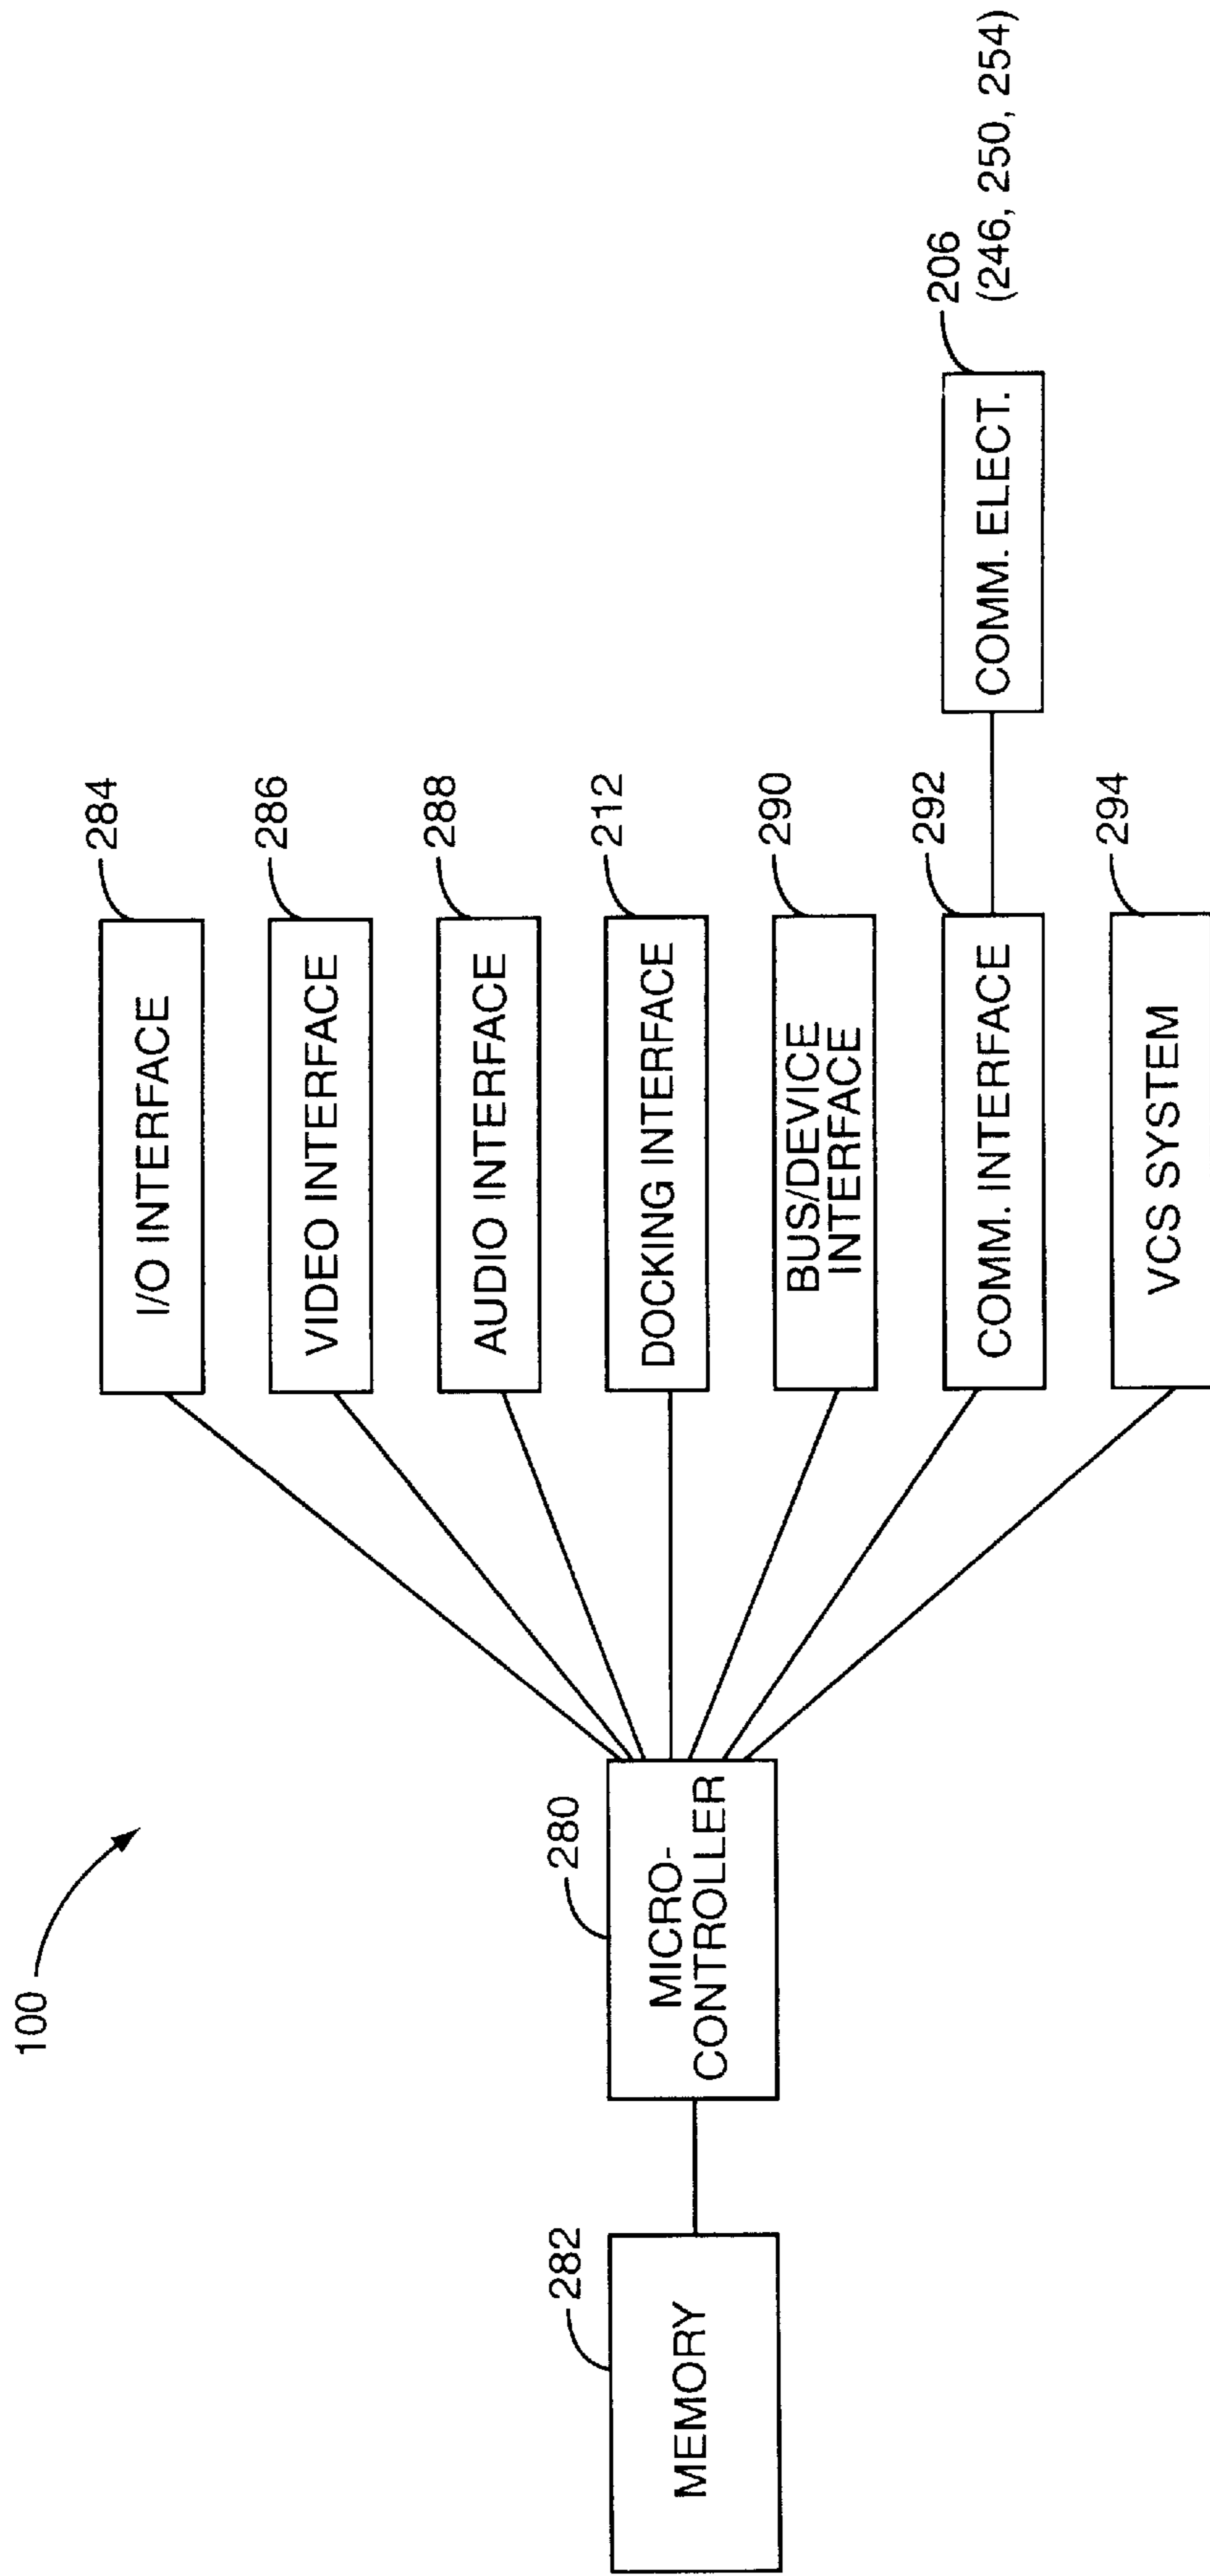 100
282
MEMORY
280
MICRO-
CONTROLLER
284
I/O INTERFACE
286
VIDEO INTERFACE
288
AUDIO INTERFACE
212
DOCKING INTERFACE
290
BUS/DEVICE
INTERFACE
292
COMM. INTERFACE
206
(246, 250, 254)
COMM. ELECT.
294
VCS SYSTEM